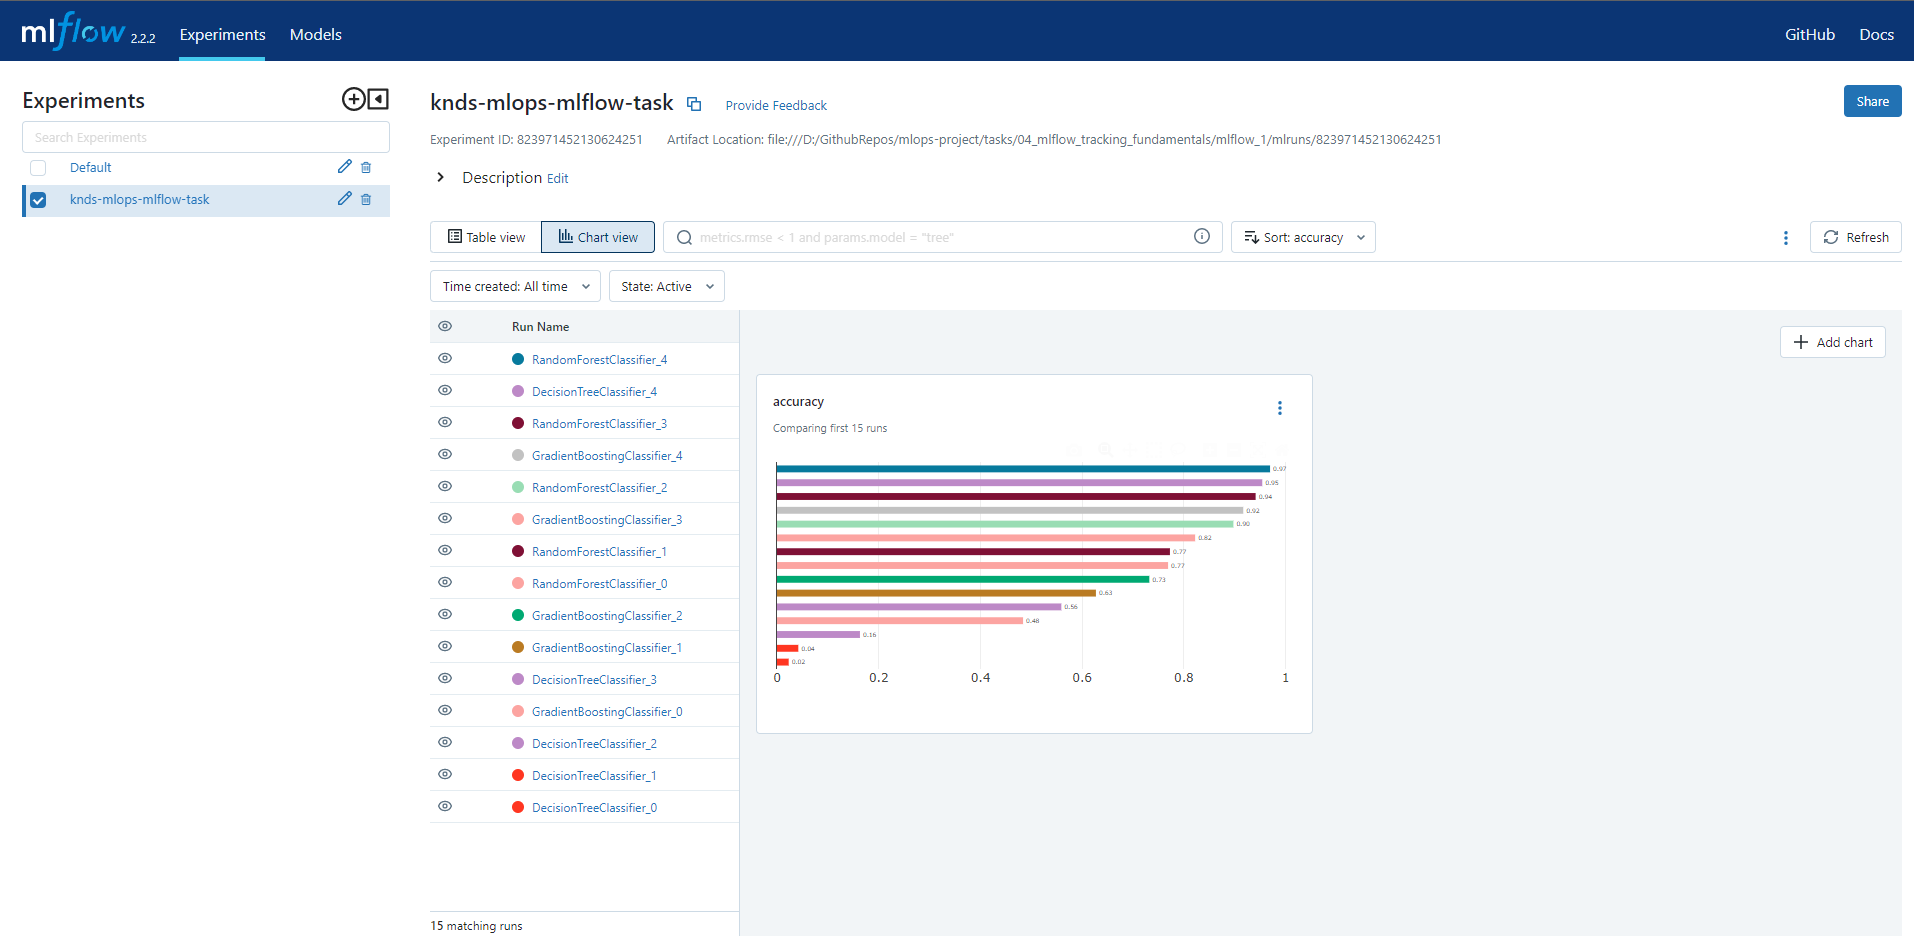 mlflow 2.2.2 Experiments Models GitHub Docs
Experiments
Search Experiments
Default
knds-mlops-mlflow-task
knds-mlops-mlflow-task Provide Feedback Share
Experiment ID: 823971452130624251 Artifact Location: file:///D:/GithubRepos/mlops-project/tasks/04_mlflow_tracking_fundamentals/mlflow_1/mlruns/823971452130624251
Description Edit
Table view Chart view metrics.rmse < 1 and params.model = "tree" Sort: accuracy Refresh
Time created: All time State: Active
Run Name
RandomForestClassifier_4
DecisionTreeClassifier_4
RandomForestClassifier_3
GradientBoostingClassifier_4
RandomForestClassifier_2
GradientBoostingClassifier_3
RandomForestClassifier_1
RandomForestClassifier_0
GradientBoostingClassifier_2
GradientBoostingClassifier_1
DecisionTreeClassifier_3
GradientBoostingClassifier_0
DecisionTreeClassifier_2
DecisionTreeClassifier_1
DecisionTreeClassifier_0
15 matching runs
Add chart
accuracy
Comparing first 15 runs
0.97
0.95
0.94
0.92
0.90
0.82
0.77
0.77
0.73
0.63
0.56
0.48
0.16
0.04
0.02
0 0.2 0.4 0.6 0.8 1